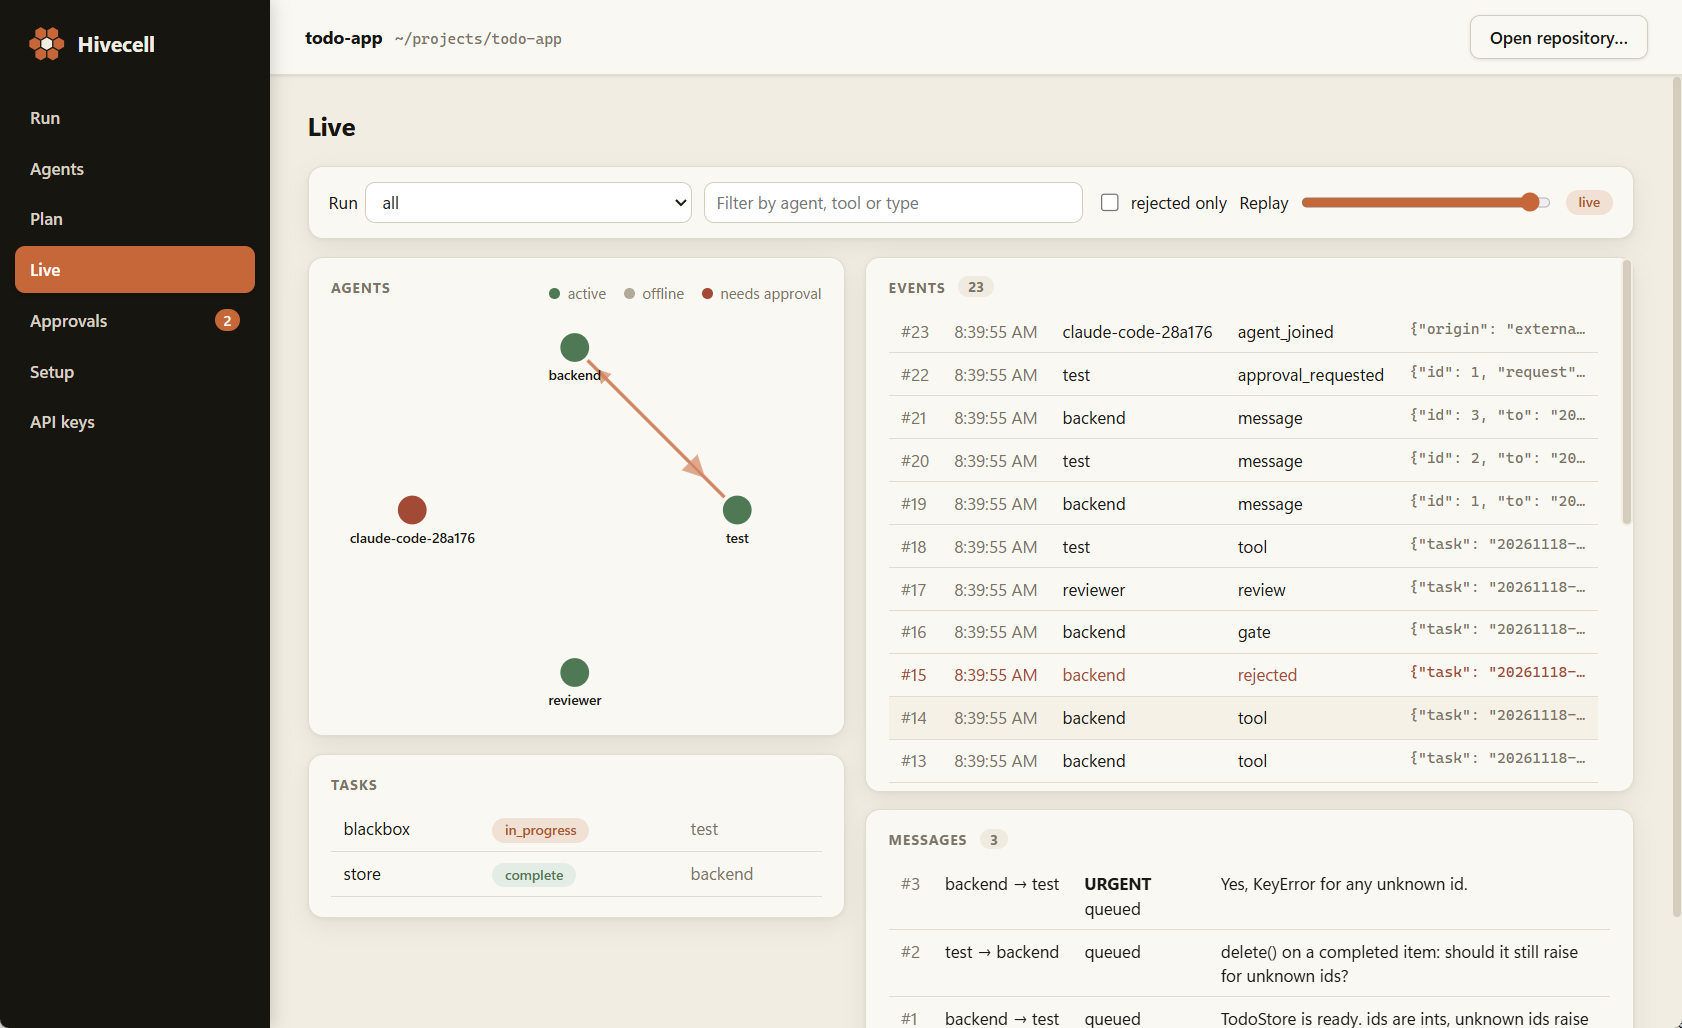 Hivecell
Run
Agents
Plan
Live
Approvals 2
Setup
API keys
todo-app ~/projects/todo-app
Open repository...
Live
Run all Filter by agent, tool or type rejected only Replay live
AGENTS
active offline needs approval
backend
claude-code-28a176
test
reviewer
TASKS
blackbox in_progress test
store complete backend
EVENTS 23
#23 8:39:55 AM claude-code-28a176 agent_joined {"origin": "externa…
#22 8:39:55 AM test approval_requested {"id": 1, "request"…
#21 8:39:55 AM backend message {"id": 3, "to": "20…
#20 8:39:55 AM test message {"id": 2, "to": "20…
#19 8:39:55 AM backend message {"id": 1, "to": "20…
#18 8:39:55 AM test tool {"task": "20261118-…
#17 8:39:55 AM reviewer review {"task": "20261118-…
#16 8:39:55 AM backend gate {"task": "20261118-…
#15 8:39:55 AM backend rejected {"task": "20261118-…
#14 8:39:55 AM backend tool {"task": "20261118-…
#13 8:39:55 AM backend tool {"task": "20261118-…
MESSAGES 3
#3 backend → test URGENT Yes, KeyError for any unknown id.
queued
#2 test → backend queued delete() on a completed item: should it still raise
for unknown ids?
#1 backend → test queued TodoStore is ready. ids are ints, unknown ids raise